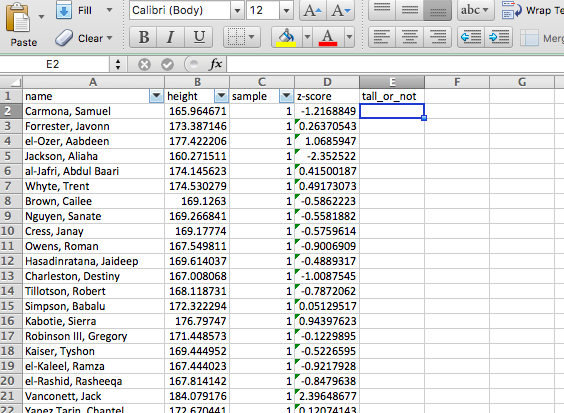 Fill Calibri (Body) 12 A A abc Wrap Te
Paste Clear B I U A Merg
E2 fx
A B C D E F G
1 name height sample z-score tall_or_not
2 Carmona, Samuel 165.964671 1 -1.2168849
3 Forrester, Javonn 173.387146 1 0.26370543
4 el-Ozer, Aabdeen 177.422206 1 1.0685947
5 Jackson, Aliaha 160.271511 1 -2.352522
6 al-Jafri, Abdul Baari 174.145623 1 0.41500187
7 Whyte, Trent 174.530279 1 0.49173073
8 Brown, Cailee 169.1263 1 -0.5862223
9 Nguyen, Sanate 169.266841 1 -0.5581882
10 Cress, Janay 169.17774 1 -0.5759614
11 Owens, Roman 167.549811 1 -0.9006909
12 Hasadinratana, Jaideep 169.614037 1 -0.4889317
13 Charleston, Destiny 167.008068 1 -1.0087545
14 Tillotson, Robert 168.118731 1 -0.7872062
15 Simpson, Babalu 172.322294 1 0.05129517
16 Kabotie, Sierra 176.79747 1 0.94397623
17 Robinson III, Gregory 171.448573 1 -0.1229895
18 Kaiser, Tyshon 169.444952 1 -0.5226595
19 el-Kaleel, Ramza 167.444023 1 -0.9217928
20 el-Rashid, Rasheeqa 167.814142 1 -0.8479638
21 Vanconett, Jack 184.079176 1 2.39648677
22 Yanez Tarin, Chantel 172.670441 1 0.12074143